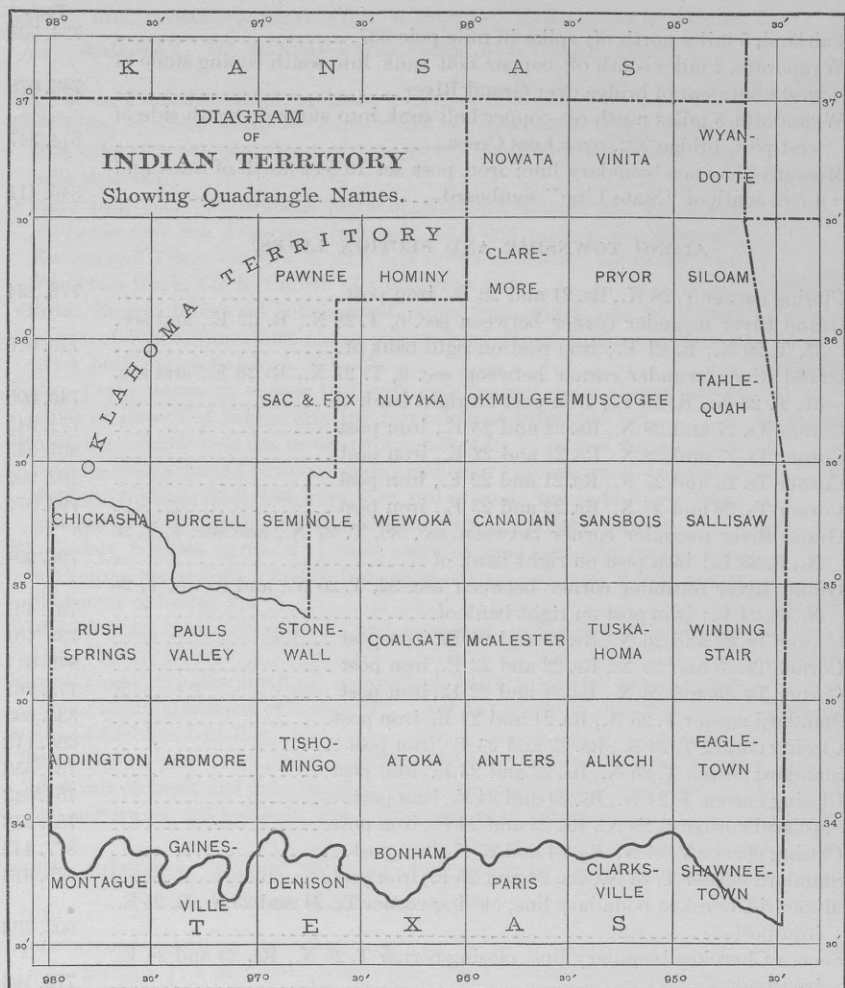 98° 30′ 97 30′ 96° 30′ 95° 30′
K A N S A S
37 37
DIAGRAM
OF
INDIAN TERRITORY
Showing Quadrangle Names.
NOWATA VINITA WYAN-
DOTTE
30′ 30′
OKLAHOMA TERRITORY
PAWNEE HOMINY CLARE-
MORE PRYOR SILOAM
36° 36°
SAC & FOX NUYAKA OKMULGEE MUSCOGEE TAHLE-
QUAH
30′ 30′
CHICKASHA PURCELL SEMINOLE WEWOKA CANADIAN SANSBOIS SALLISAW
35° 35°
RUSH
SPRINGS PAULS
VALLEY STONE-
WALL COALGATE McALESTER TUSKA-
HOMA WINDING
STAIR
30′ 30′
ADDINGTON ARDMORE TISHO-
MINGO ATOKA ANTLERS ALIKCHI EAGLE-
TOWN
34° 34°
MONTAGUE GAINES-
VILLE DENISON BONHAM PARIS CLARKS-
VILLE SHAWNEE-
TOWN
T E X A S
30′ 30′
98° 30′ 97° 30′ 96° 30′ 95° 30′